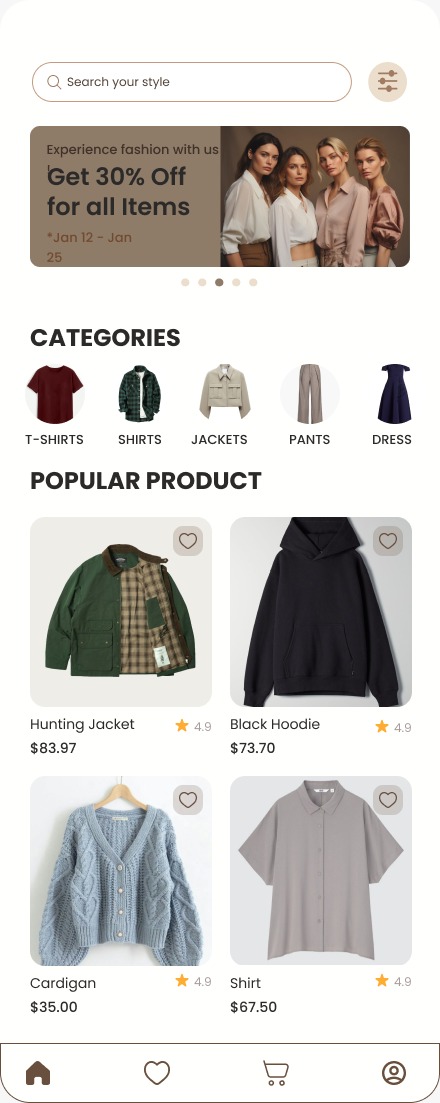 Search your style
Experience fashion with us
Get 30% Off
for all Items
*Jan 12 - Jan
25
CATEGORIES
T-SHIRTS SHIRTS JACKETS PANTS DRESS
POPULAR PRODUCT
Hunting Jacket 4.9
$83.97
Black Hoodie 4.9
$73.70
Cardigan 4.9
$35.00
Shirt 4.9
$67.50